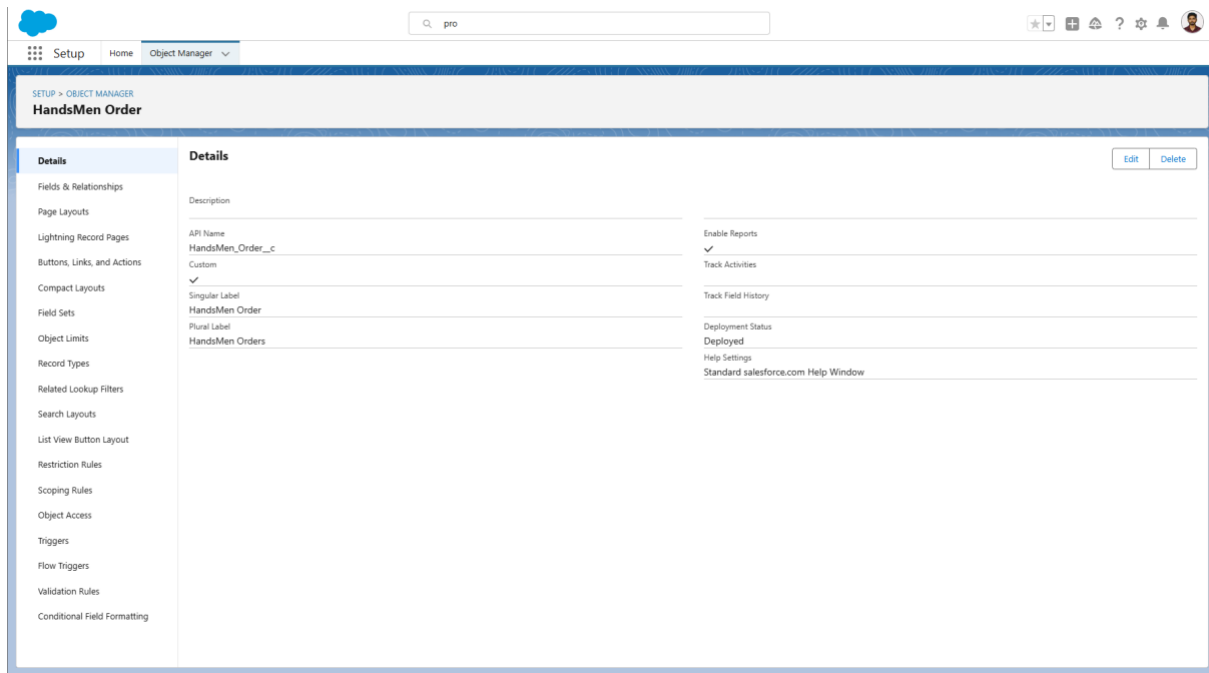 pro
Setup Home Object Manager
SETUP > OBJECT MANAGER
HandsMen Order
Details
Fields & Relationships
Page Layouts
Lightning Record Pages
Buttons, Links, and Actions
Compact Layouts
Field Sets
Object Limits
Record Types
Related Lookup Filters
Search Layouts
List View Button Layout
Restriction Rules
Scoping Rules
Object Access
Triggers
Flow Triggers
Validation Rules
Conditional Field Formatting
Details
Edit Delete
Description
API Name
HandsMen_Order__c
Custom
Singular Label
HandsMen Order
Plural Label
HandsMen Orders
Enable Reports
Track Activities
Track Field History
Deployment Status
Deployed
Help Settings
Standard salesforce.com Help Window